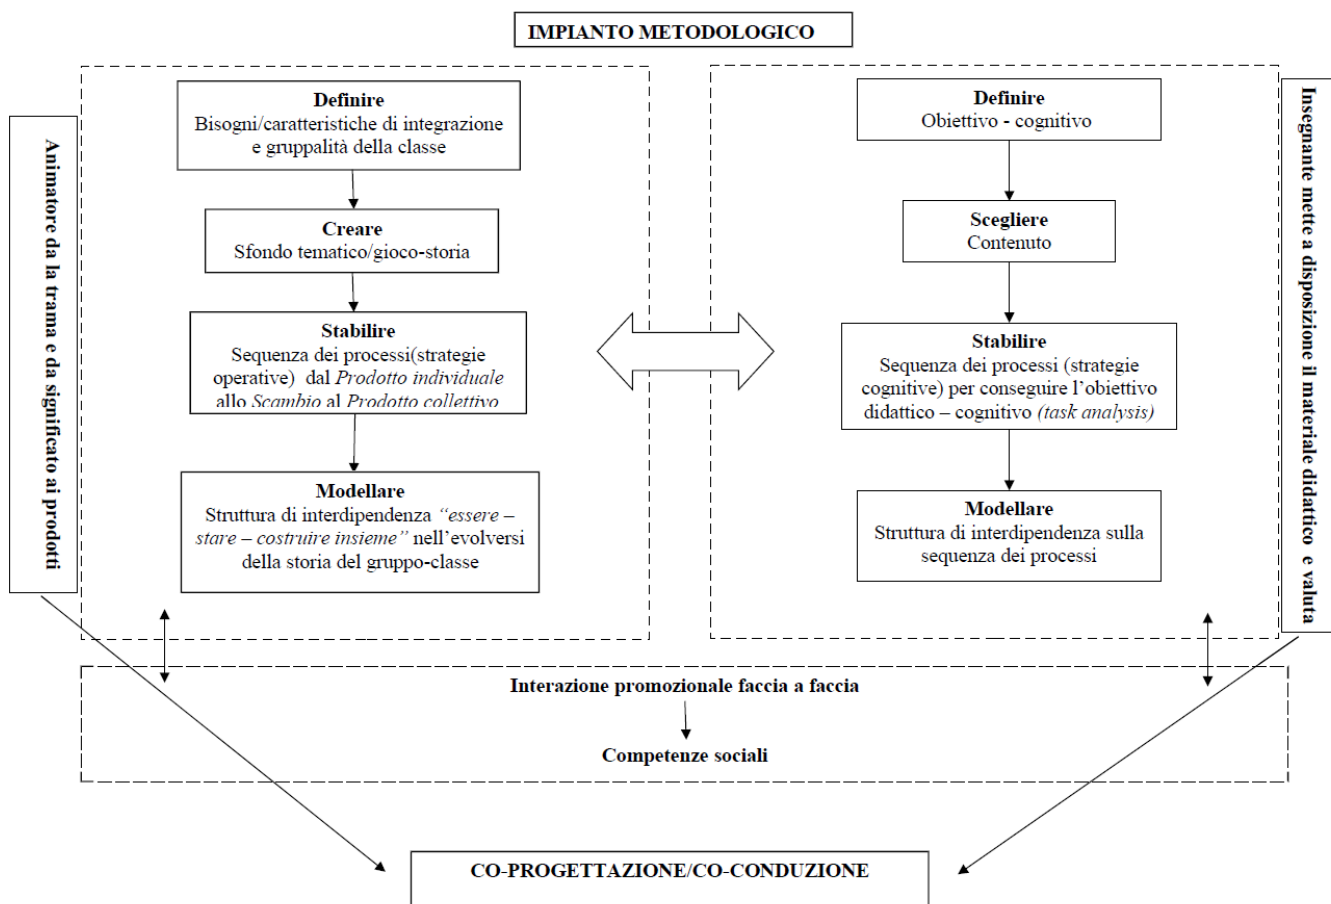 IMPIANTO METODOLOGICO
Animatore da la trama e da significato ai prodotti
Definire
Bisogni/caratteristiche di integrazione
e gruppalità della classe
Creare
Sfondo tematico/gioco-storia
Stabilire
Sequenza dei processi(strategie
operative) dal Prodotto individuale
allo Scambio al Prodotto collettivo
Modellare
Struttura di interdipendenza “essere –
stare – costruire insieme” nell’evolversi
della storia del gruppo-classe
Definire
Obiettivo - cognitivo
Scegliere
Contenuto
Stabilire
Sequenza dei processi (strategie
cognitive) per conseguire l’obiettivo
didattico – cognitivo (task analysis)
Modellare
Struttura di interdipendenza sulla
sequenza dei processi
Insegnante mette a disposizione il materiale didattico e valuta
Interazione promozionale faccia a faccia
Competenze sociali
CO-PROGETTAZIONE/CO-CONDUZIONE